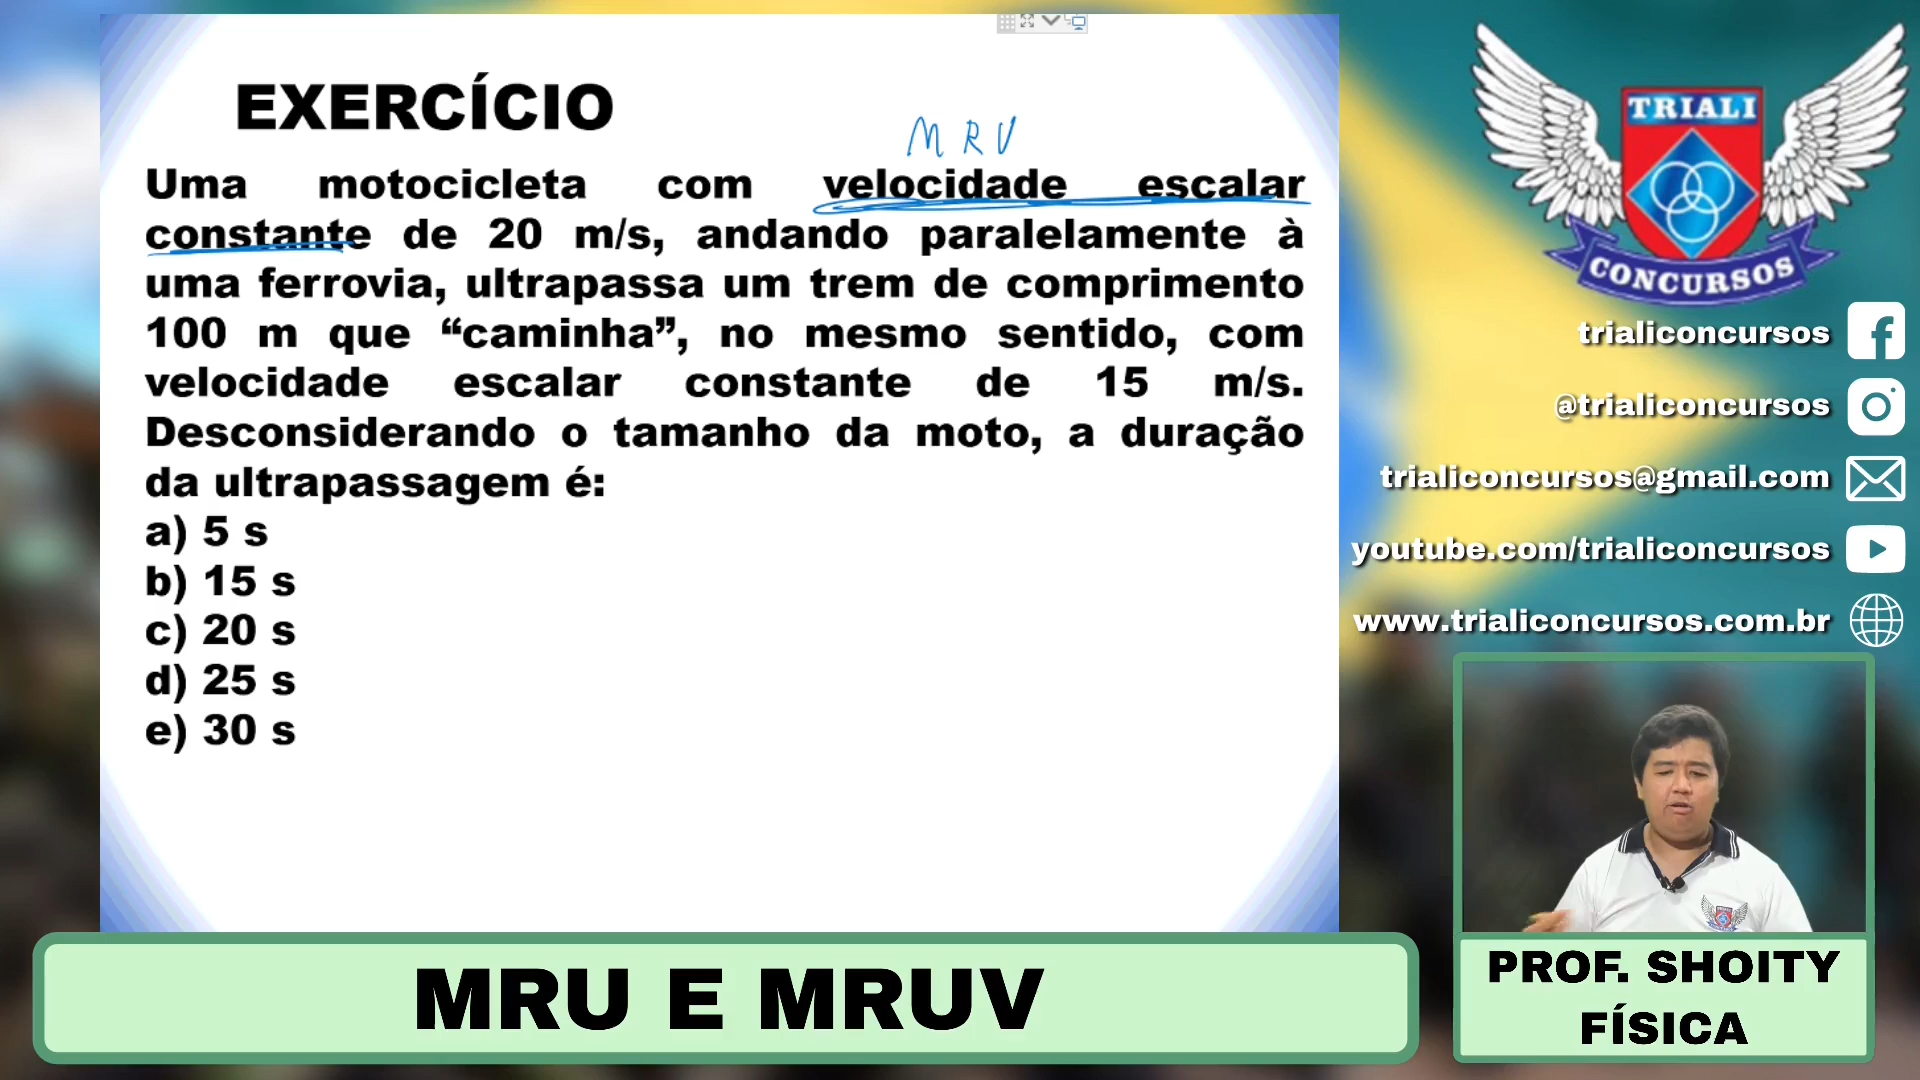 EXERCÍCIO
MRU
Uma motocicleta com velocidade escalar
constante de 20 m/s, andando paralelamente à
uma ferrovia, ultrapassa um trem de comprimento
100 m que “caminha”, no mesmo sentido, com
velocidade escalar constante de 15 m/s.
Desconsiderando o tamanho da moto, a duração
da ultrapassagem é:
a) 5 s
b) 15 s
c) 20 s
d) 25 s
e) 30 s
TRIALI
CONCURSOS
trialiconcursos
@trialiconcursos
trialiconcursos@gmail.com
youtube.com/trialiconcursos
www.trialiconcursos.com.br
MRU E MRUV
PROF. SHOITY
FÍSICA